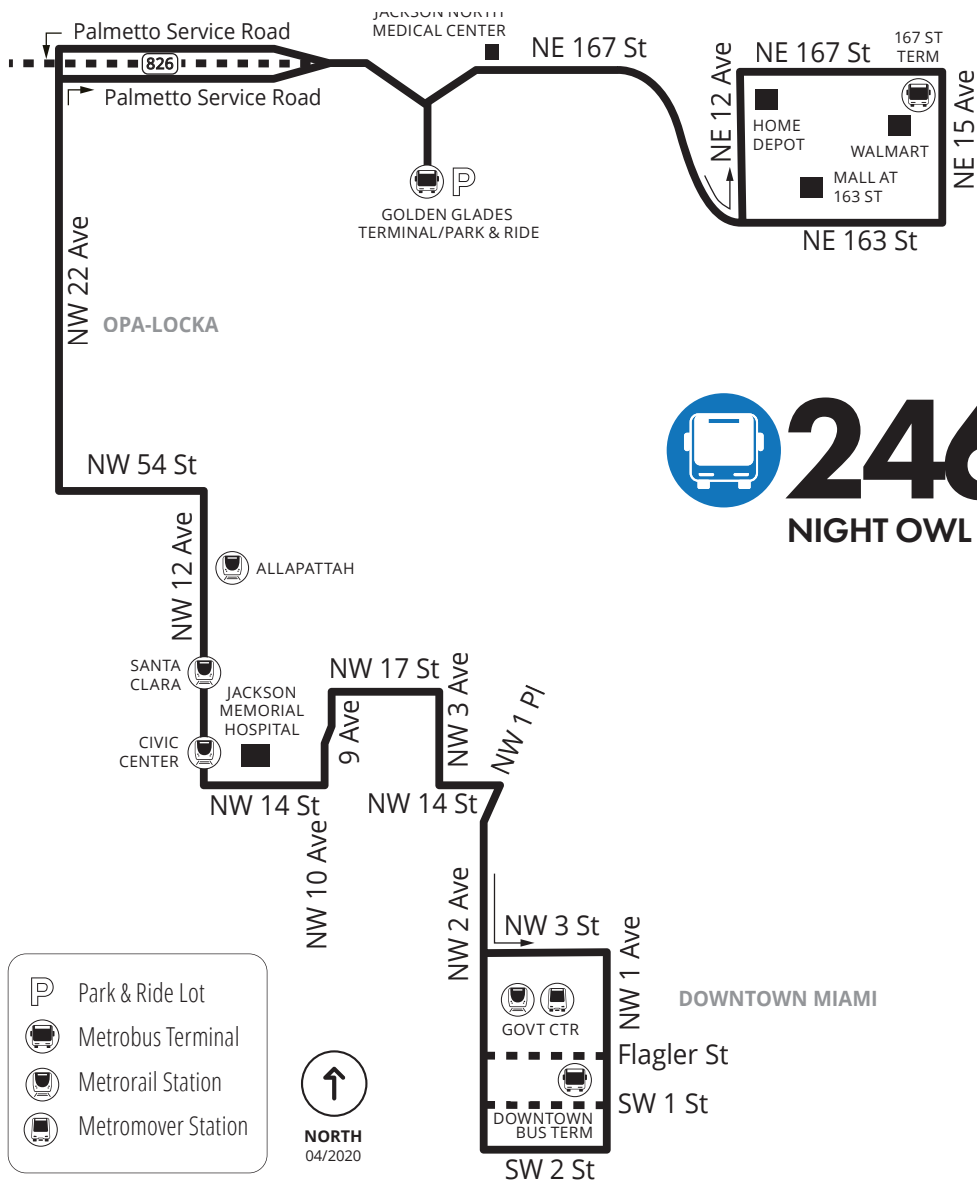 JACKSON NORTH
MEDICAL CENTER
Palmetto Service Road
826
Palmetto Service Road
NE 167 St
NE 12 Ave
NE 167 St
167 ST
TERM
HOME
DEPOT
WALMART
MALL AT
163 ST
NE 15 Ave
NE 163 St
P
GOLDEN GLADES
TERMINAL/PARK & RIDE
NW 22 Ave
OPA-LOCKA
246
NIGHT OWL
NW 54 St
NW 12 Ave
ALLAPATTAH
SANTA
CLARA
JACKSON
MEMORIAL
HOSPITAL
CIVIC
CENTER
NW 17 St
9 Ave
NW 3 Ave
NW 1 Pl
NW 14 St
NW 14 St
NW 10 Ave
NW 2 Ave
NW 3 St
NW 1 Ave
GOVT CTR
DOWNTOWN MIAMI
Flagler St
SW 1 St
DOWNTOWN
BUS TERM
SW 2 St
P Park & Ride Lot
Metrobus Terminal
Metrorail Station
Metromover Station
NORTH
04/2020